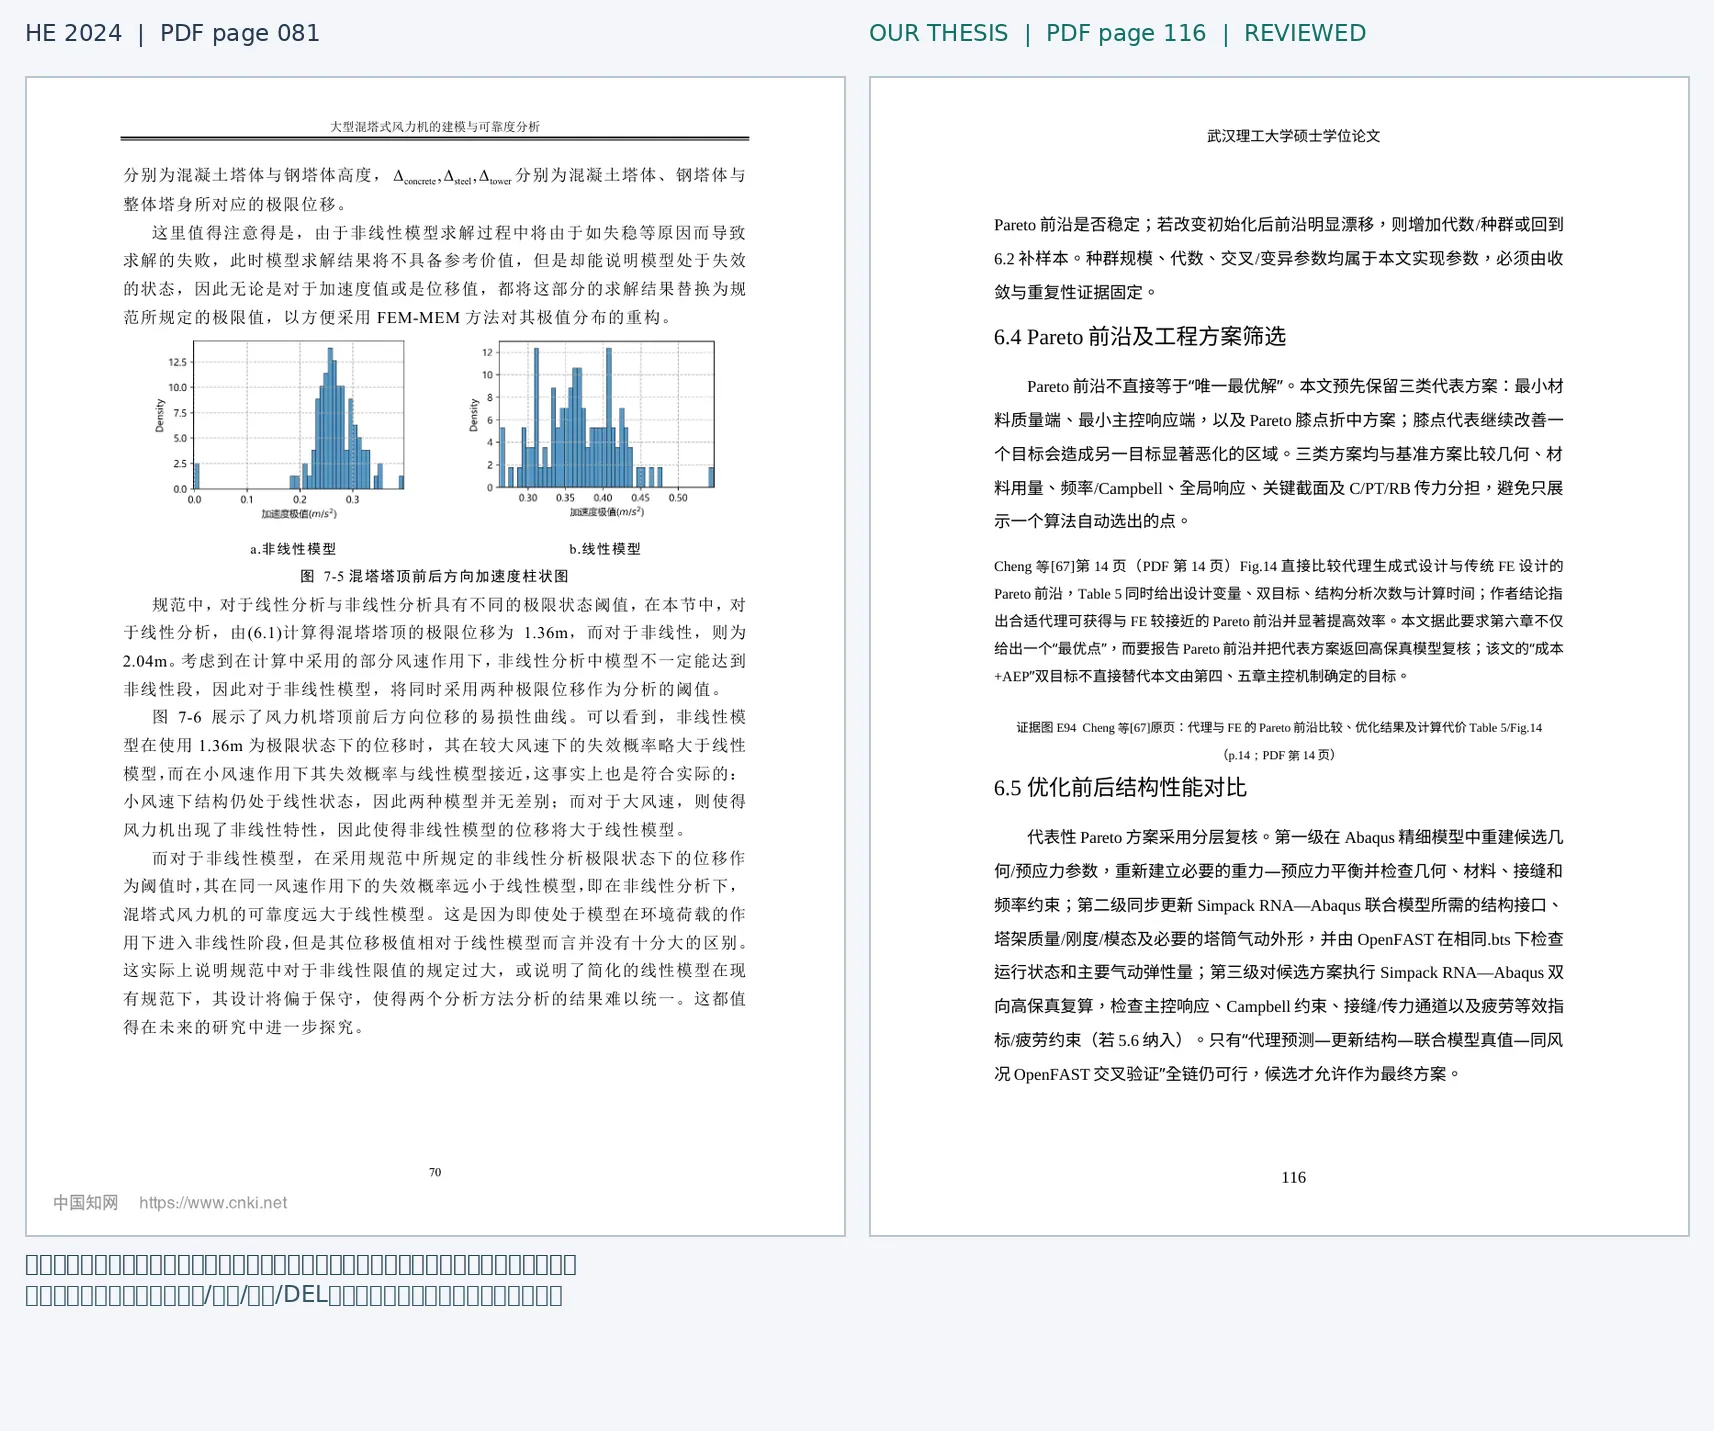 HE 2024 | PDF page 081
大型混塔式风力机的建模与可靠度分析
分别为混凝土塔体与钢塔体高度，Δconcrete,Δsteel,Δtower分别为混凝土塔体、钢塔体与
整体塔身所对应的极限位移。
这里值得注意得是，由于非线性模型求解过程中将由于如失稳等原因而导致
求解的失败，此时模型求解结果将不具备参考价值，但是却能说明模型处于失效
的状态，因此无论是对于加速度值或是位移值，都将这部分的求解结果替换为规
范所规定的极限值，以方便采用 FEM-MEM 方法对其极值分布的重构。
Density
12.5
10.0
7.5
5.0
2.5
0.0
0.0 0.1 0.2 0.3
加速度极值(m/s²)
a.非线性模型
Density
12
10
8
6
4
2
0
0.30 0.35 0.40 0.45 0.50
加速度极值(m/s²)
b.线性模型
图 7-5 混塔塔顶前后方向加速度柱状图
规范中，对于线性分析与非线性分析具有不同的极限状态阈值，在本节中，对
于线性分析，由(6.1)计算得混塔塔顶的极限位移为 1.36m，而对于非线性，则为
2.04m。考虑到在计算中采用的部分风速作用下，非线性分析中模型不一定能达到
非线性段，因此对于非线性模型，将同时采用两种极限位移作为分析的阈值。
图 7-6 展示了风力机塔顶前后方向位移的易损性曲线。可以看到，非线性模
型在使用 1.36m 为极限状态下的位移时，其在较大风速下的失效概率略大于线性
模型，而在小风速作用下其失效概率与线性模型接近，这事实上也是符合实际的：
小风速下结构仍处于线性状态，因此两种模型并无差别；而对于大风速，则使得
风力机出现了非线性特性，因此使得非线性模型的位移将大于线性模型。
而对于非线性模型，在采用规范中所规定的非线性分析极限状态下的位移作
为阈值时，其在同一风速作用下的失效概率远小于线性模型，即在非线性分析下，
混塔式风力机的可靠度远大于线性模型。这是因为即使处于模型在环境荷载的作
用下进入非线性阶段，但是其位移极值相对于线性模型而言并没有十分大的区别。
这实际上说明规范中对于非线性限值的规定过大，或说明了简化的线性模型在现
有规范下，其设计将偏于保守，使得两个分析方法分析的结果难以统一。这都值
得在未来的研究中进一步探究。
70
中国知网 https://www.cnki.net
OUR THESIS | PDF page 116 | REVIEWED
武汉理工大学硕士学位论文
Pareto 前沿是否稳定；若改变初始化后前沿明显漂移，则增加代数/种群或回到
6.2 补样本。种群规模、代数、交叉/变异参数均属于本文实现参数，必须由收
敛与重复性证据固定。
6.4 Pareto 前沿及工程方案筛选
Pareto 前沿不直接等于“唯一最优解”。本文预先保留三类代表方案：最小材
料质量端、最小主控响应端，以及 Pareto 膝点折中方案；膝点代表继续改善一
个目标会造成另一目标显著恶化的区域。三类方案均与基准方案比较几何、材
料用量、频率/Campbell、全局响应、关键截面及 C/PT/RB 传力分担，避免只展
示一个算法自动选出的点。
Cheng 等[67]第 14 页（PDF 第 14 页）Fig.14 直接比较代理生成式设计与传统 FE 设计的
Pareto 前沿，Table 5 同时给出设计变量、双目标、结构分析次数与计算时间；作者结论指
出合适代理可获得与 FE 较接近的 Pareto 前沿并显著提高效率。本文据此要求第六章不仅
给出一个“最优点”，而要报告 Pareto 前沿并把代表方案返回高保真模型复核；该文的“成本
+AEP”双目标不直接替代本文由第四、五章主控机制确定的目标。
证据图 E94 Cheng 等[67]原页：代理与 FE 的 Pareto 前沿比较、优化结果及计算代价 Table 5/Fig.14
（p.14；PDF 第 14 页）
6.5 优化前后结构性能对比
代表性 Pareto 方案采用分层复核。第一级在 Abaqus 精细模型中重建候选几
何/预应力参数，重新建立必要的重力—预应力平衡并检查几何、材料、接缝和
频率约束；第二级同步更新 Simpack RNA—Abaqus 联合模型所需的结构接口、
塔架质量/刚度/模态及必要的塔筒气动外形，并由 OpenFAST 在相同.bts 下检查
运行状态和主要气动弹性量；第三级对候选方案执行 Simpack RNA—Abaqus 双
向高保真复算，检查主控响应、Campbell 约束、接缝/传力通道以及疲劳等效指
标/疲劳约束（若 5.6 纳入）。只有“代理预测—更新结构—联合模型真值—同风
况 OpenFAST 交叉验证”全链仍可行，候选才允许作为最终方案。
116
/DEL